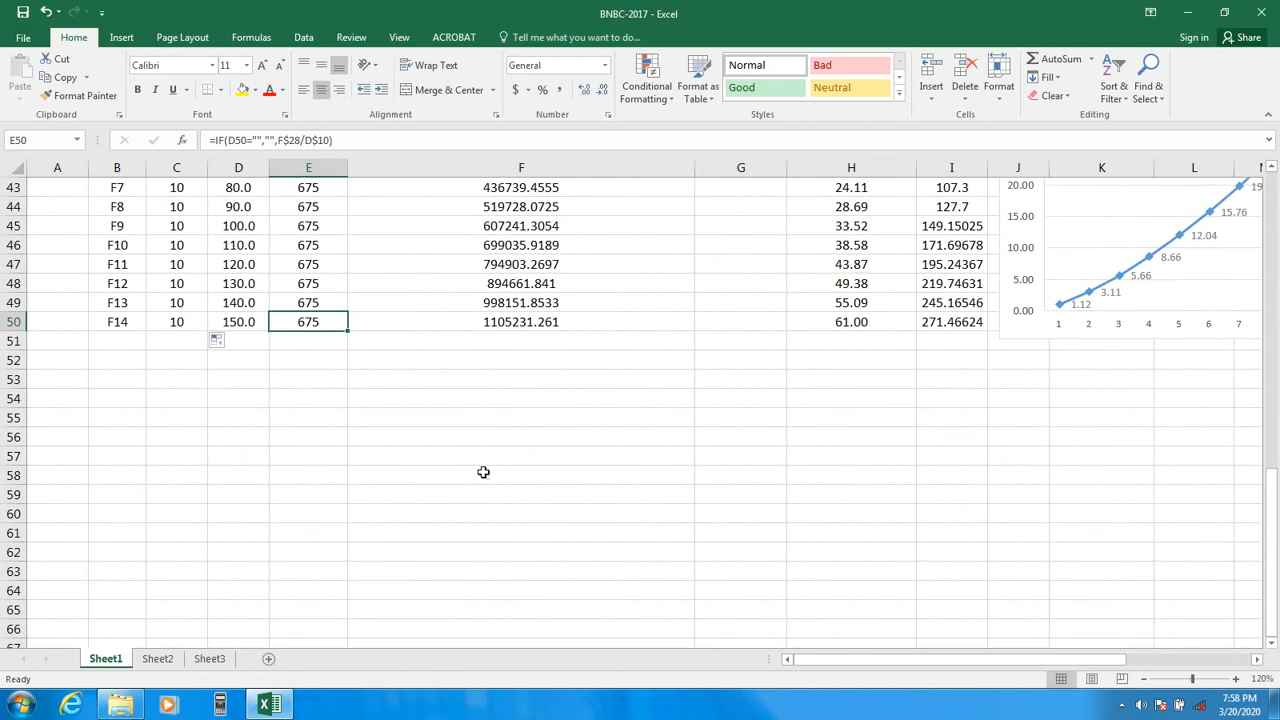 BNBC-2017 - Excel
File Home Insert Page Layout Formulas Data Review View ACROBAT Tell me what you want to do... Sign in Share
Paste
Cut
Copy
Format Painter
Clipboard
Calibri 11
B I U
Font
Wrap Text
Merge & Center
Alignment
General
$ % ,
Number
Conditional Formatting
Format as Table
Normal Bad
Good Neutral
Styles
Insert Delete Format
Cells
AutoSum
Fill
Clear
Sort & Filter
Find & Select
Editing
E50 =IF(D50="","",F$28/D$10)
A B C D E F G H I J K L
43 F7 10 80.0 675 436739.4555 24.11 107.3
44 F8 10 90.0 675 519728.0725 28.69 127.7
45 F9 10 100.0 675 607241.3054 33.52 149.15025
46 F10 10 110.0 675 699035.9189 38.58 171.69678
47 F11 10 120.0 675 794903.2697 43.87 195.24367
48 F12 10 130.0 675 894661.841 49.38 219.74631
49 F13 10 140.0 675 998151.8533 55.09 245.16546
50 F14 10 150.0 675 1105231.261 61.00 271.46624
20.00
15.00
10.00
5.00
0.00
1.12
3.11
5.66
8.66
12.04
15.76
1 2 3 4 5 6 7
51
52
53
54
55
56
57
58
59
60
61
62
63
64
65
66
Sheet1 Sheet2 Sheet3
Ready 120%
7:58 PM
3/20/2020